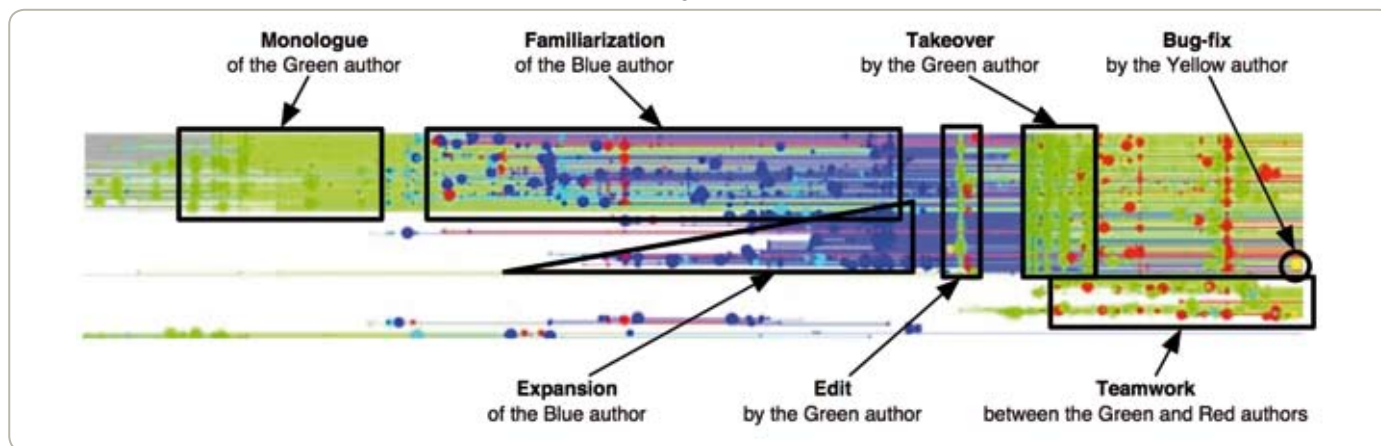 Monologue
of the Green author
Familiarization
of the Blue author
Takeover
by the Green author
Bug-fix
by the Yellow author
Expansion
of the Blue author
Edit
by the Green author
Teamwork
between the Green and Red authors